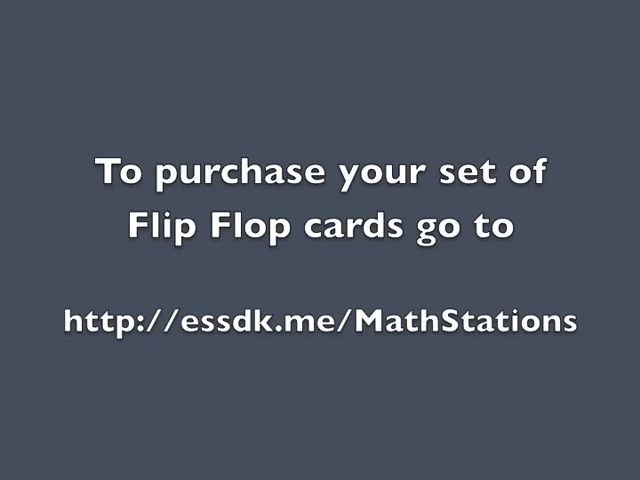 To purchase your set of
Flip Flop cards go to
http://essdk.me/MathStations